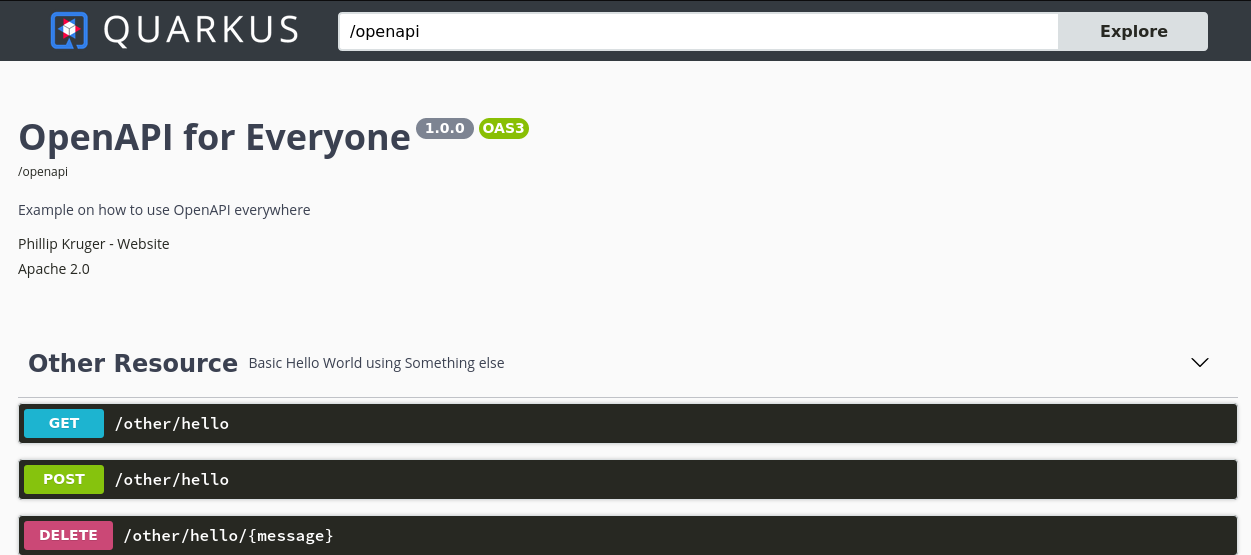 QUARKUS /openapi Explore
OpenAPI for Everyone 1.0.0 OAS3
/openapi
Example on how to use OpenAPI everywhere
Phillip Kruger - Website
Apache 2.0
Other Resource Basic Hello World using Something else
GET /other/hello
POST /other/hello
DELETE /other/hello/{message}